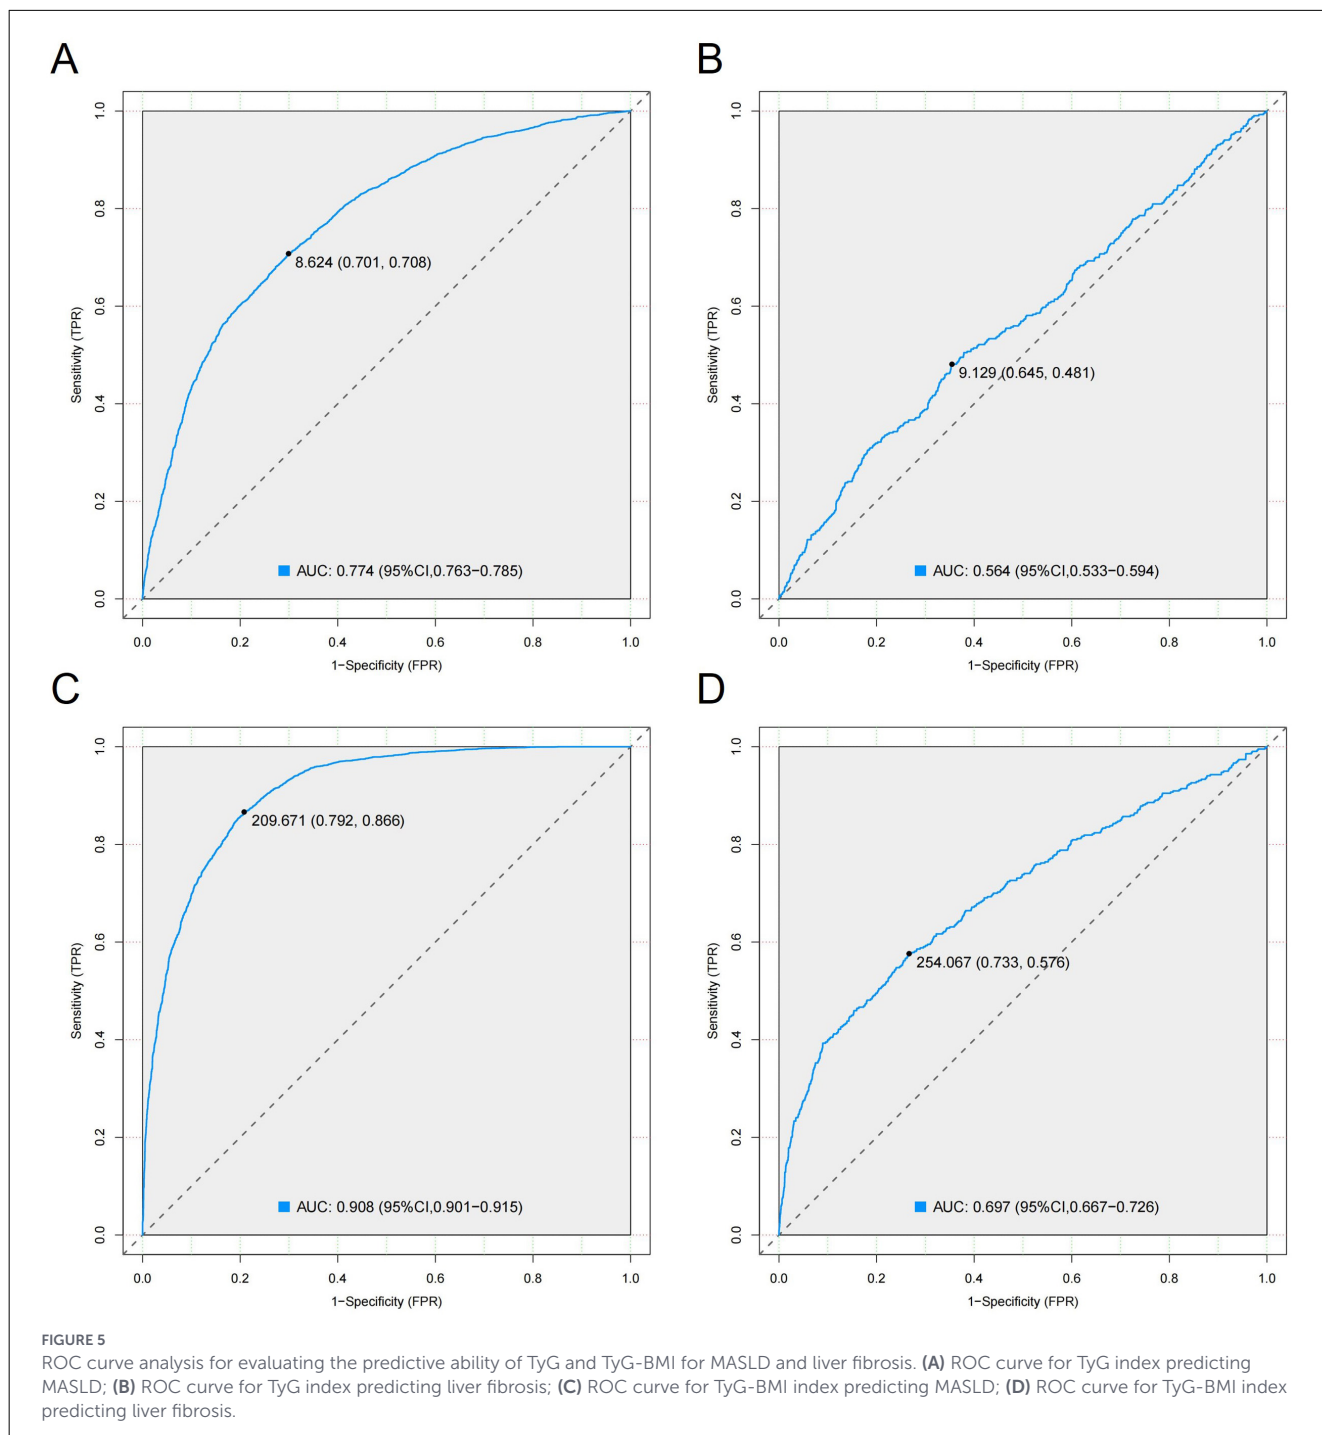 A
1.0
0.8
0.6
0.4
0.2
0.0
Sensitivity (TPR)
8.624 (0.701, 0.708)
AUC: 0.774 (95%CI,0.763−0.785)
0.0 0.2 0.4 0.6 0.8 1.0
1−Specificity (FPR)
B
1.0
0.8
0.6
0.4
0.2
0.0
Sensitivity (TPR)
9.129 (0.645, 0.481)
AUC: 0.564 (95%CI,0.533−0.594)
0.0 0.2 0.4 0.6 0.8 1.0
1−Specificity (FPR)
C
1.0
0.8
0.6
0.4
0.2
0.0
Sensitivity (TPR)
209.671 (0.792, 0.866)
AUC: 0.908 (95%CI,0.901−0.915)
0.0 0.2 0.4 0.6 0.8 1.0
1−Specificity (FPR)
D
1.0
0.8
0.6
0.4
0.2
0.0
Sensitivity (TPR)
254.067 (0.733, 0.576)
AUC: 0.697 (95%CI,0.667−0.726)
0.0 0.2 0.4 0.6 0.8 1.0
1−Specificity (FPR)
FIGURE 5
ROC curve analysis for evaluating the predictive ability of TyG and TyG-BMI for MASLD and liver fibrosis. (A) ROC curve for TyG index predicting
MASLD; (B) ROC curve for TyG index predicting liver fibrosis; (C) ROC curve for TyG-BMI index predicting MASLD; (D) ROC curve for TyG-BMI index
predicting liver fibrosis.